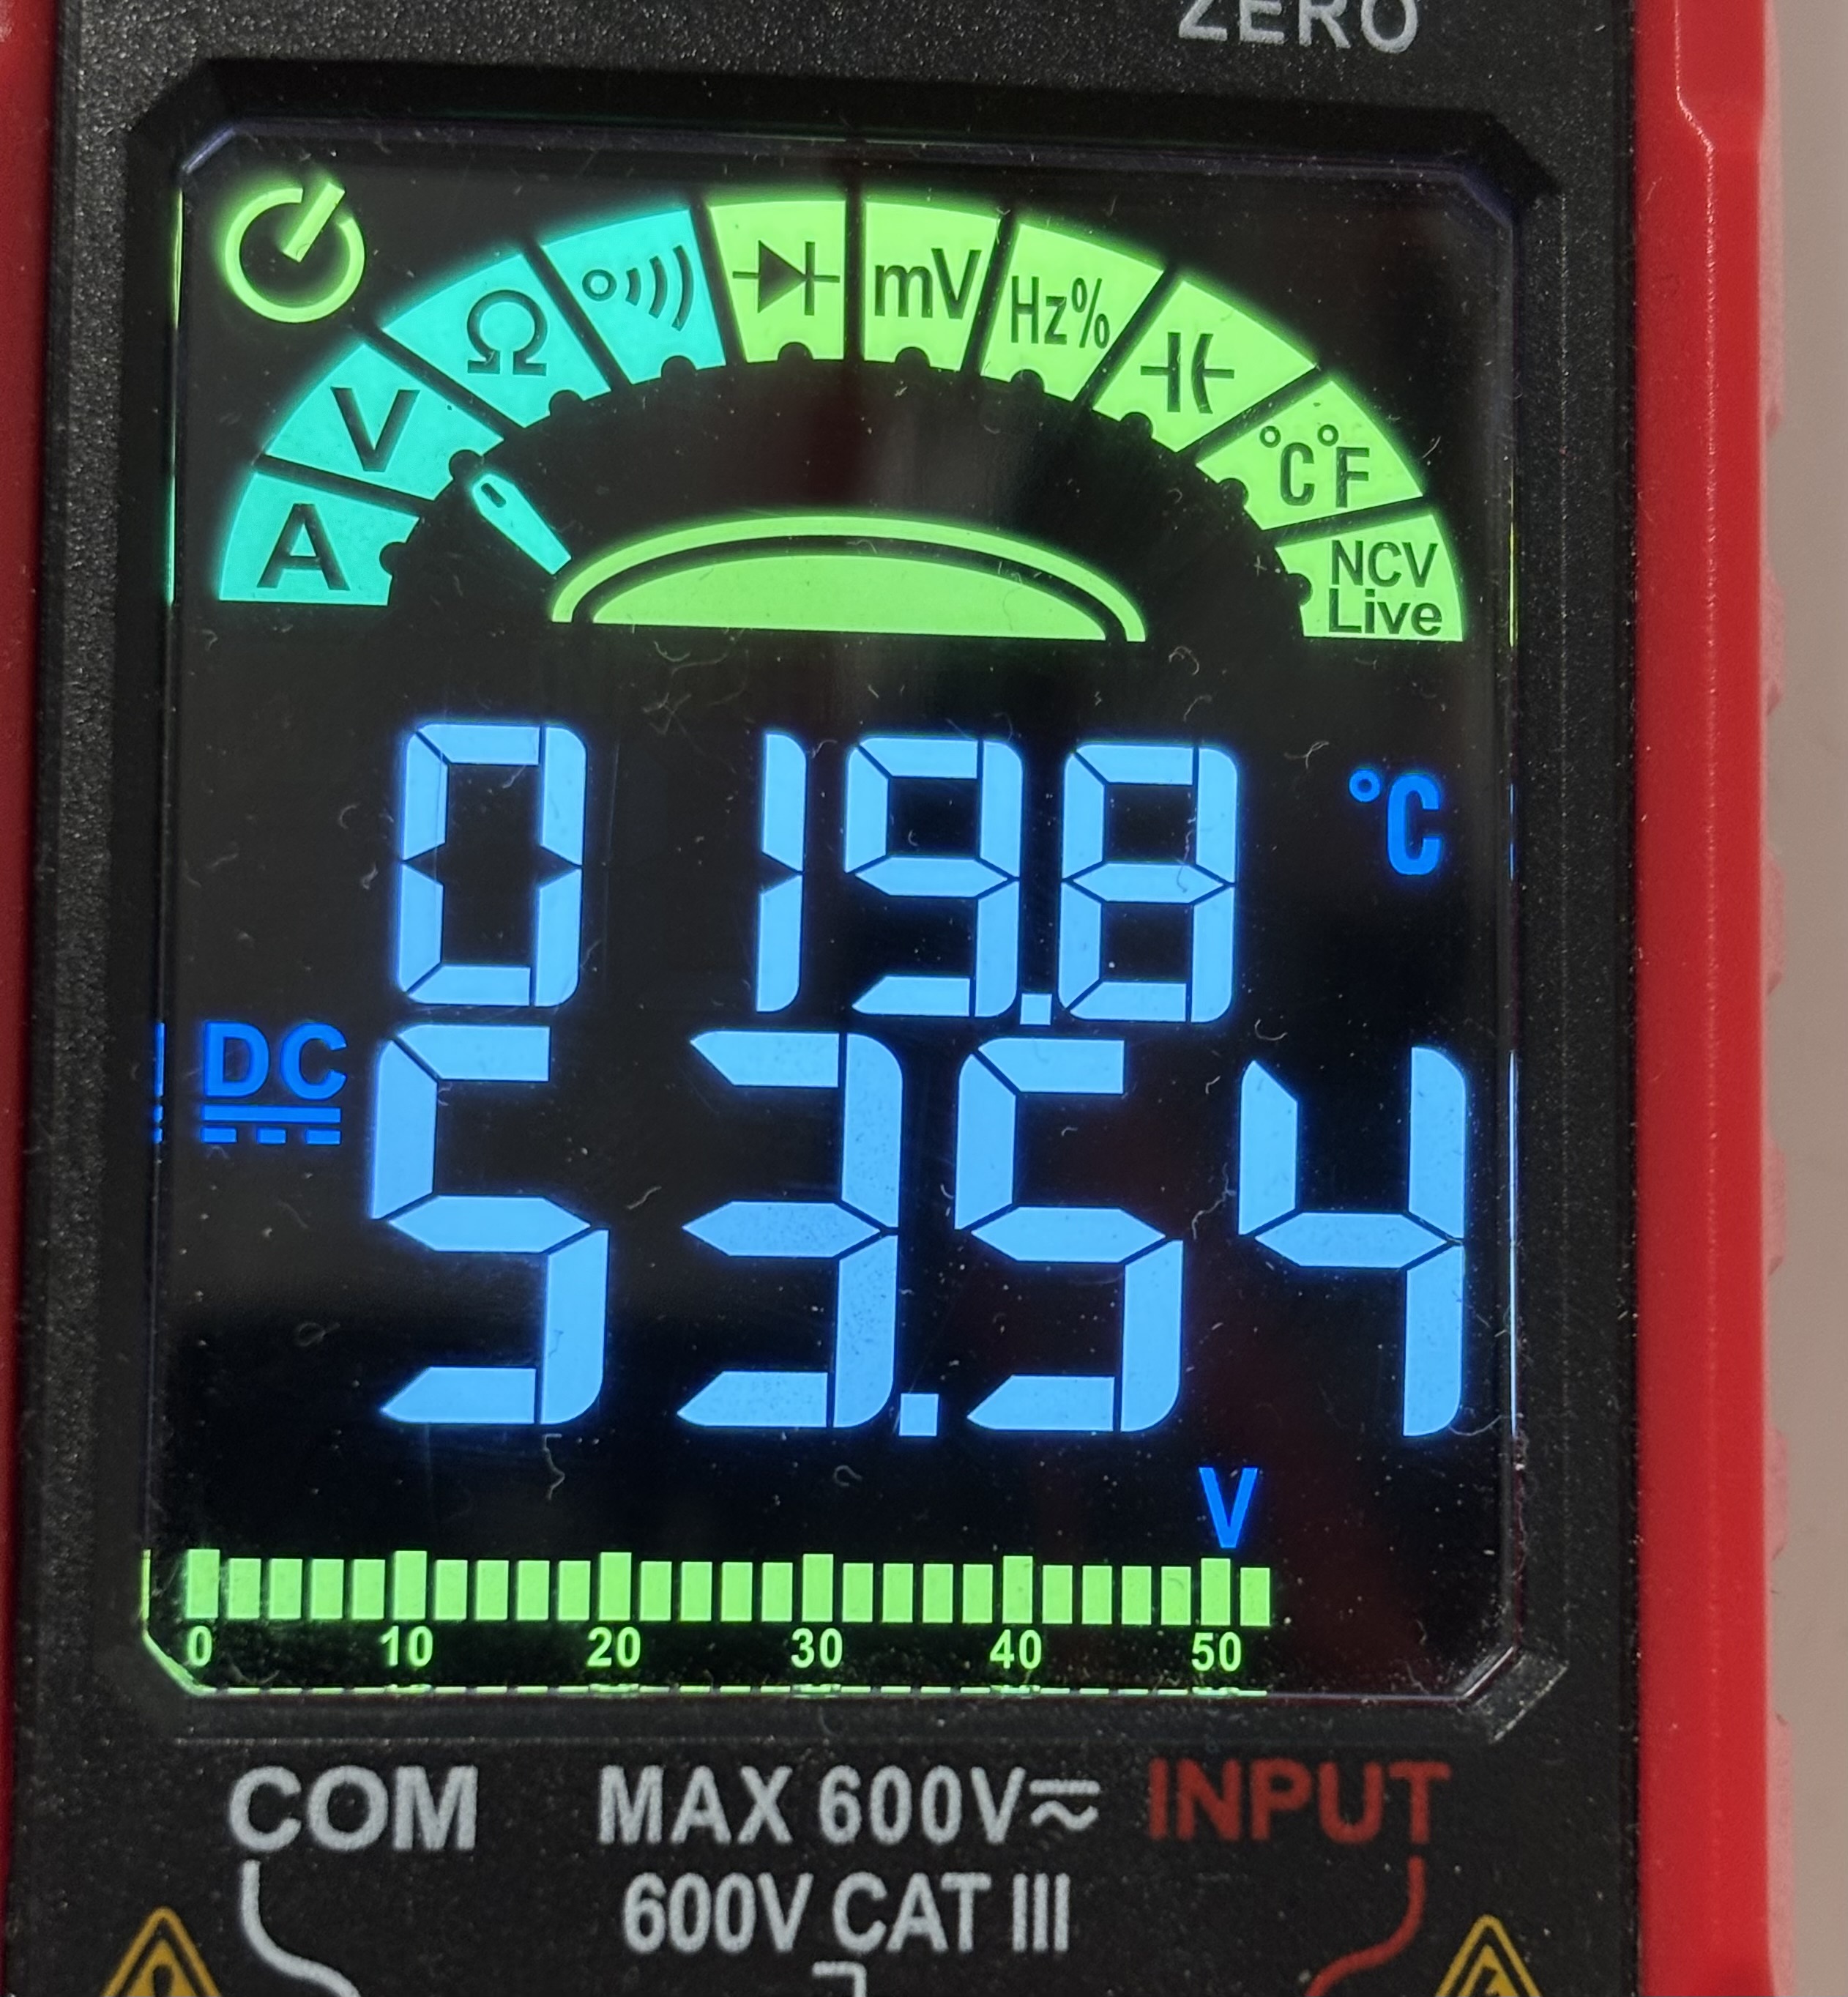 ZERO
A V Ω mV Hz% °C°F NCV Live
019.8 °C
DC 53.54
V
0 10 20 30 40 50
COM MAX 600V⎓~ INPUT
600V CAT III